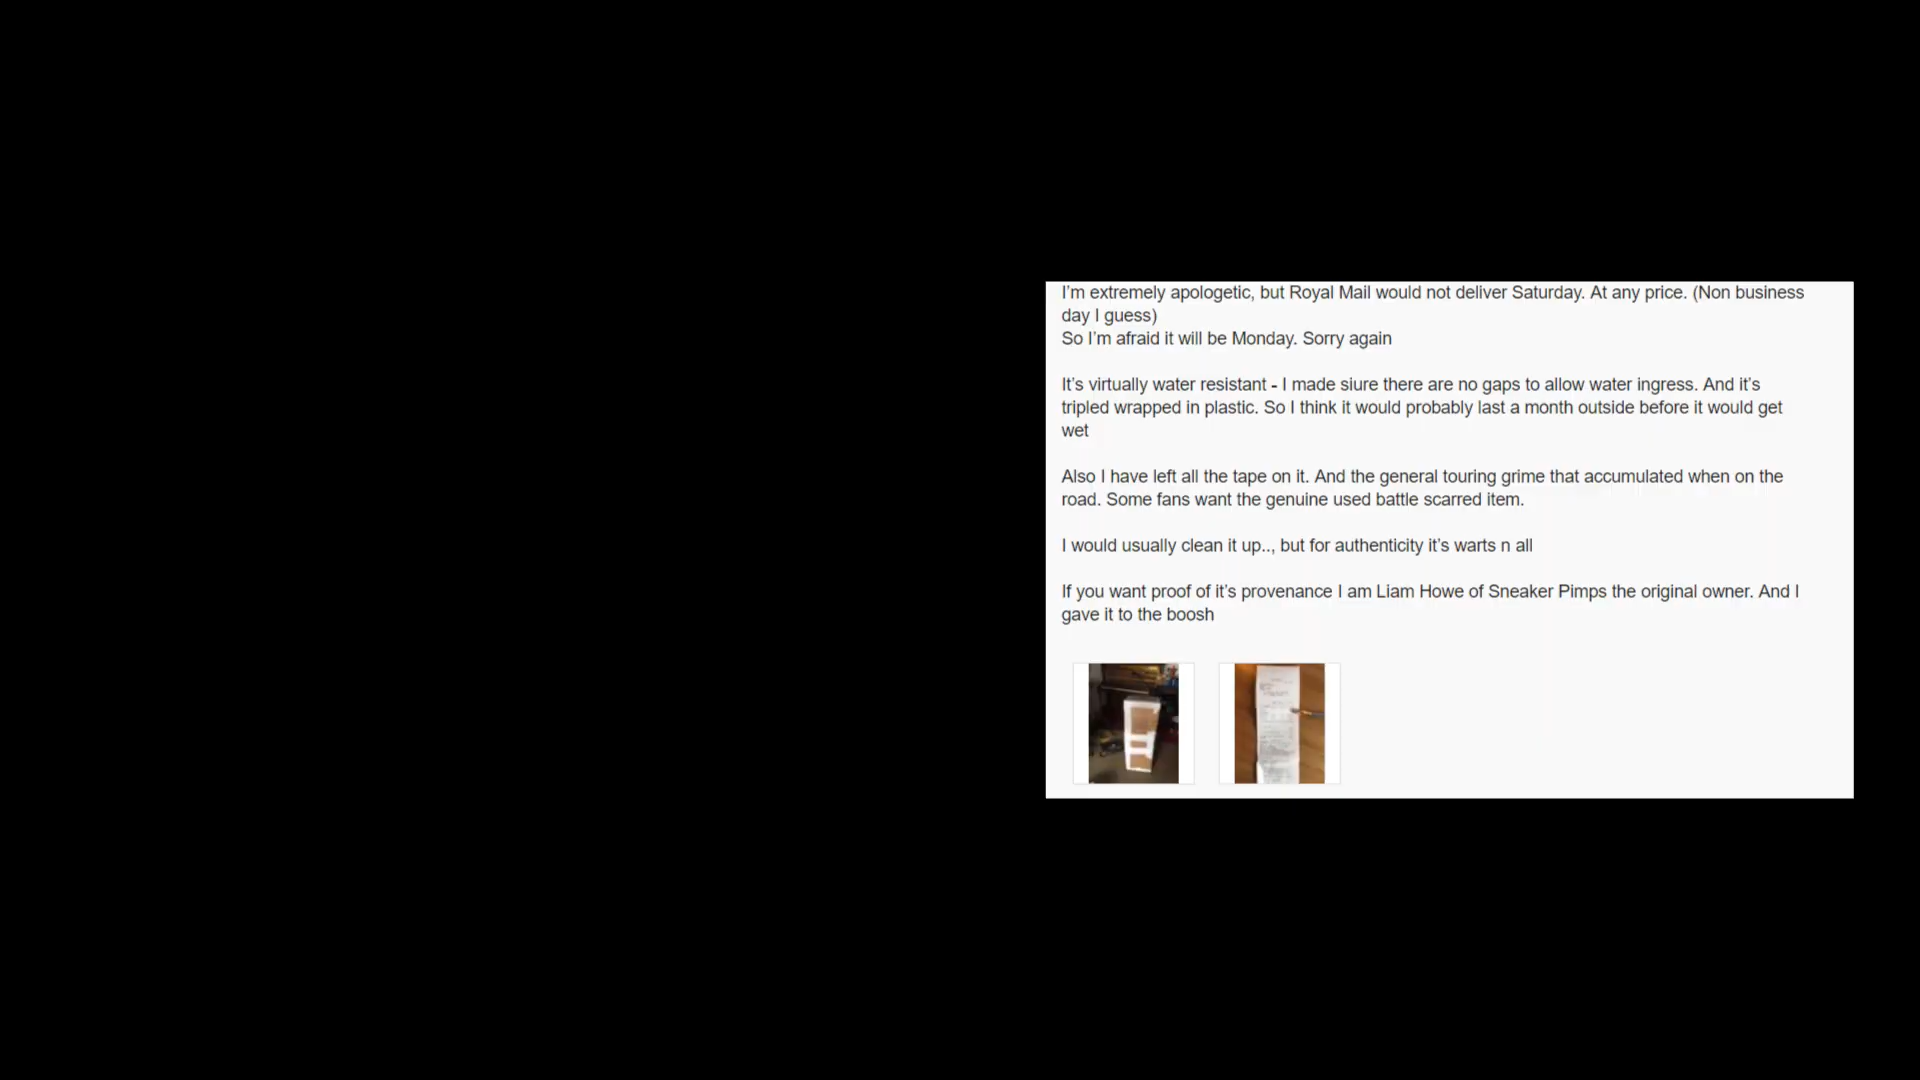 I’m extremely apologetic, but Royal Mail would not deliver Saturday. At any price. (Non business
day I guess)
So I’m afraid it will be Monday. Sorry again
It’s virtually water resistant - I made siure there are no gaps to allow water ingress. And it’s
tripled wrapped in plastic. So I think it would probably last a month outside before it would get
wet
Also I have left all the tape on it. And the general touring grime that accumulated when on the
road. Some fans want the genuine used battle scarred item.
I would usually clean it up.., but for authenticity it’s warts n all
If you want proof of it’s provenance I am Liam Howe of Sneaker Pimps the original owner. And I
gave it to the boosh